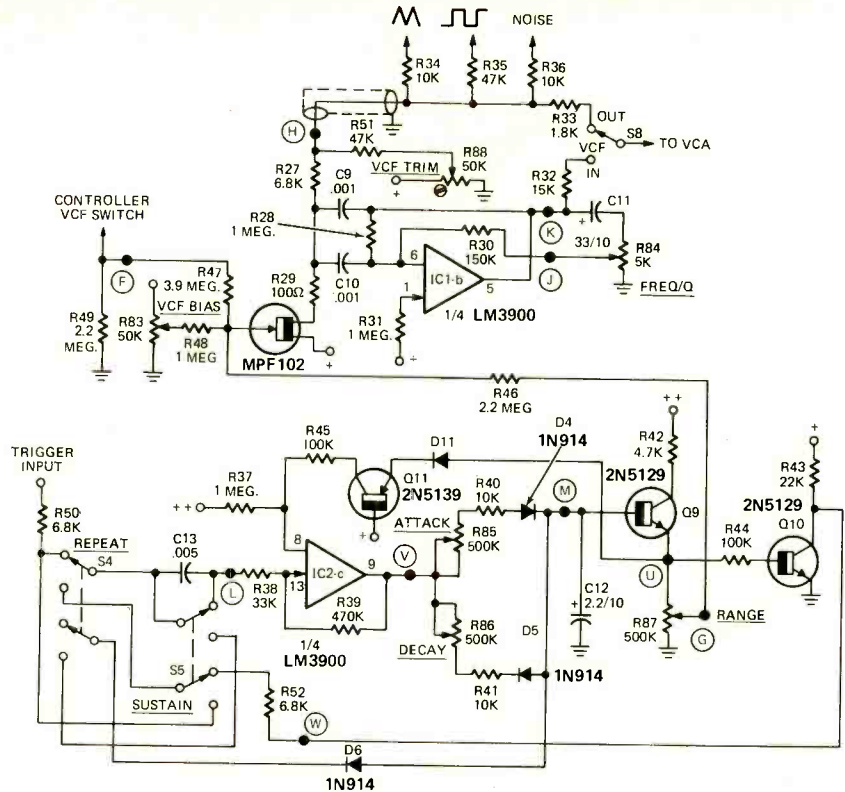 NOISE
R34
10K
R35
47K
R36
10K
R33
1.8K
OUT
S8
TO VCA
VCF
IN
H
R51
47K
R88
50K
VCF TRIM
+
R27
6.8K
C9
.001
R32
15K
C11
+
33/10
K
R84
5K
FREQ/Q
J
R28
1 MEG.
R30
150K
6
IC1-b
5
1
1/4 LM3900
C10
.001
R29
100Ω
R31
1 MEG.
+
CONTROLLER
VCF SWITCH
F
R47
3.9 MEG.
VCF BIAS
R49
2.2
MEG.
R83
50K
R48
1 MEG
MPF102
+
R46
2.2 MEG
TRIGGER
INPUT
R50
6.8K
REPEAT
S4
C13
.005
L
R38
33K
R37
1 MEG.
++
R45
100K
Q11
2N5139
+
D11
8
IC2-c
13
9
V
R39
470K
1/4
LM3900
ATTACK
R85
500K
R40
10K
D4
1N914
M
R86
500K
DECAY
R41
10K
D5
1N914
C12
2.2/10
+
++
R42
4.7K
2N5129
Q9
U
R44
100K
+
R43
22K
2N5129
Q10
R87
500K
RANGE
G
S5
SUSTAIN
R52
6.8K
W
D6
1N914